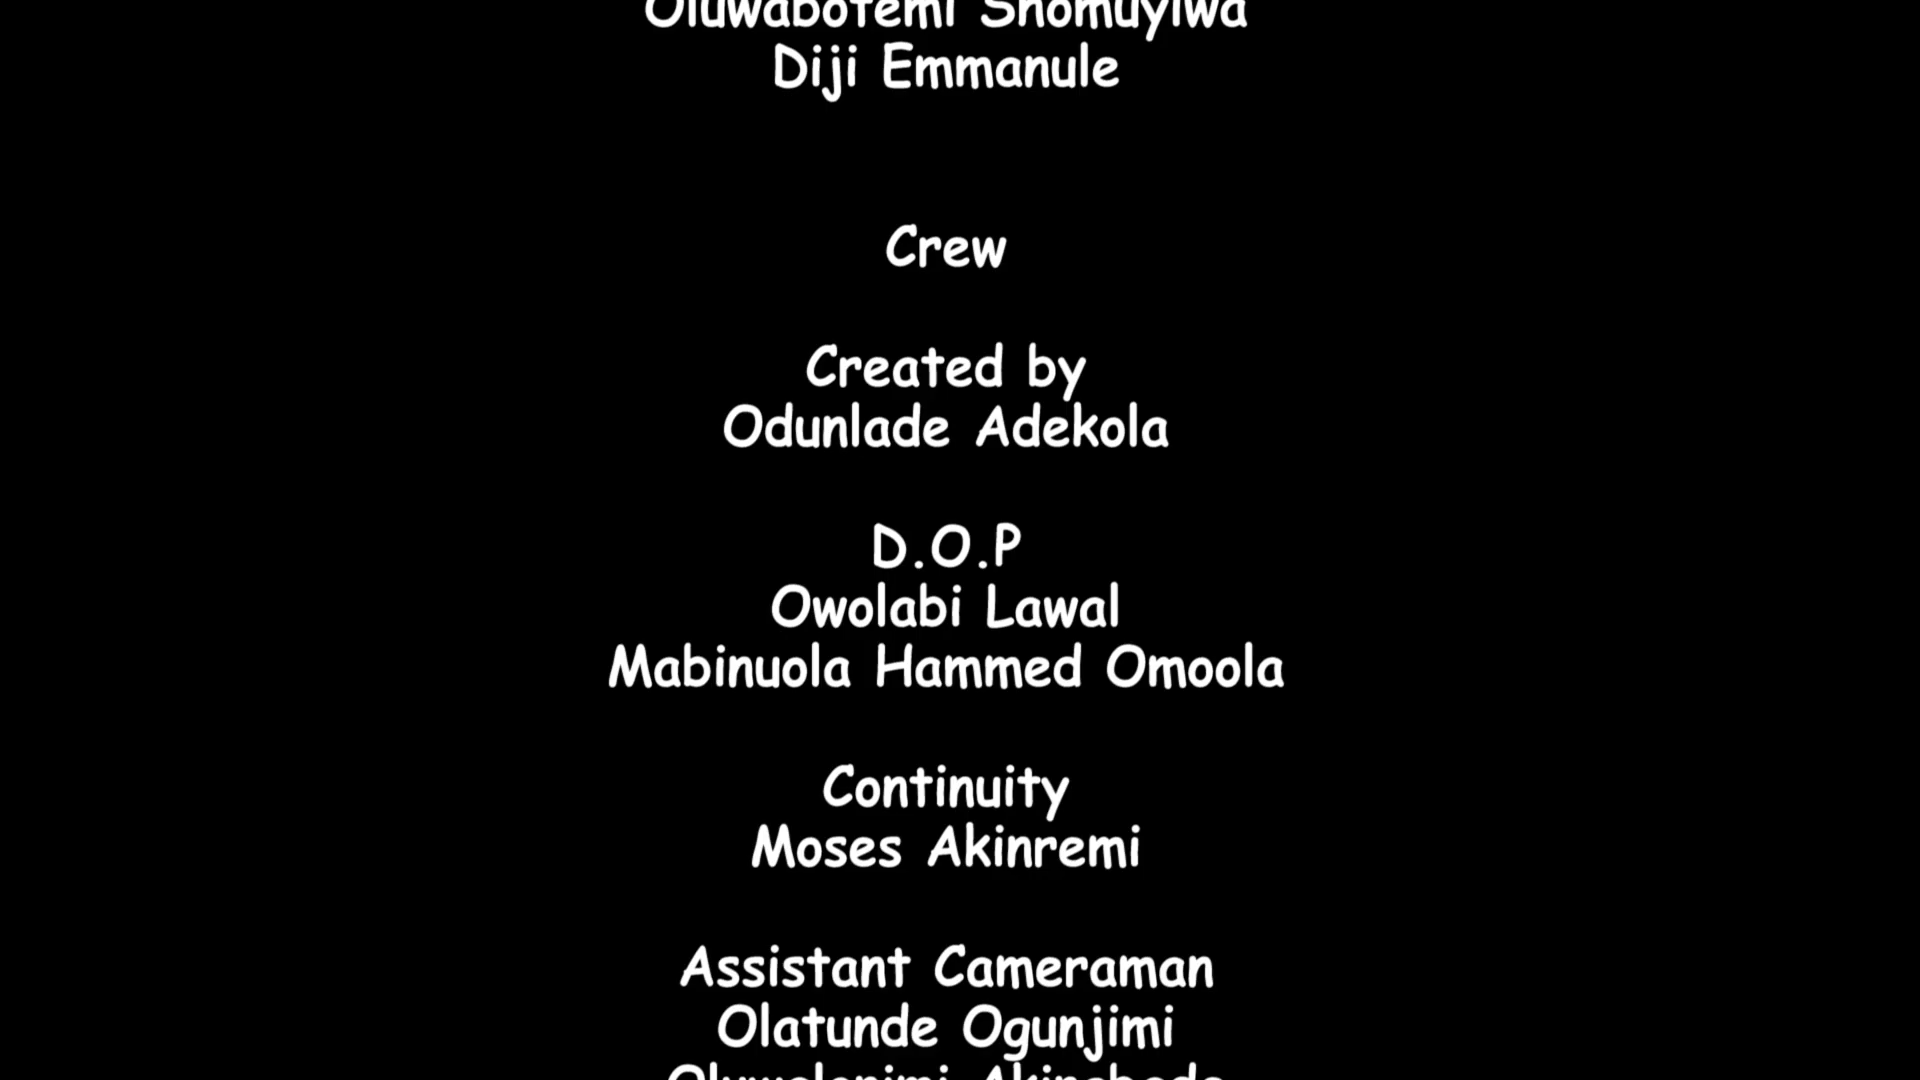 Diji Emmanule
Crew
Created by
Odunlade Adekola
D.O.P
Owolabi Lawal
Mabinuola Hammed Omoola
Continuity
Moses Akinremi
Assistant Cameraman
Olatunde Ogunjimi